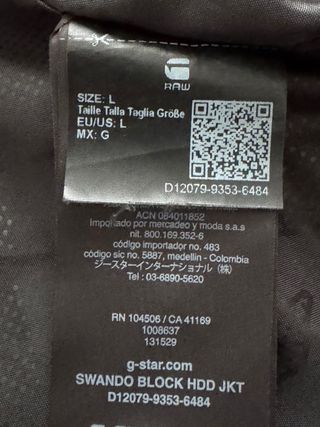 RAW
SIZE: L
Taille Talla Taglia Größe
EU/US: L
MX: G
D12079-9353-6484
ACN 084011852
Importado por mercadeo y moda s.a.s
nit. 800.169.352-6
código importador no. 483
código sic no. 5887, medellin - Colombia
ジースターインターナショナル (株)
Tel: 03-6890-5620
RN 104506 / CA 41169
1008637
131529
g-star.com
SWANDO BLOCK HDD JKT
D12079-9353-6484